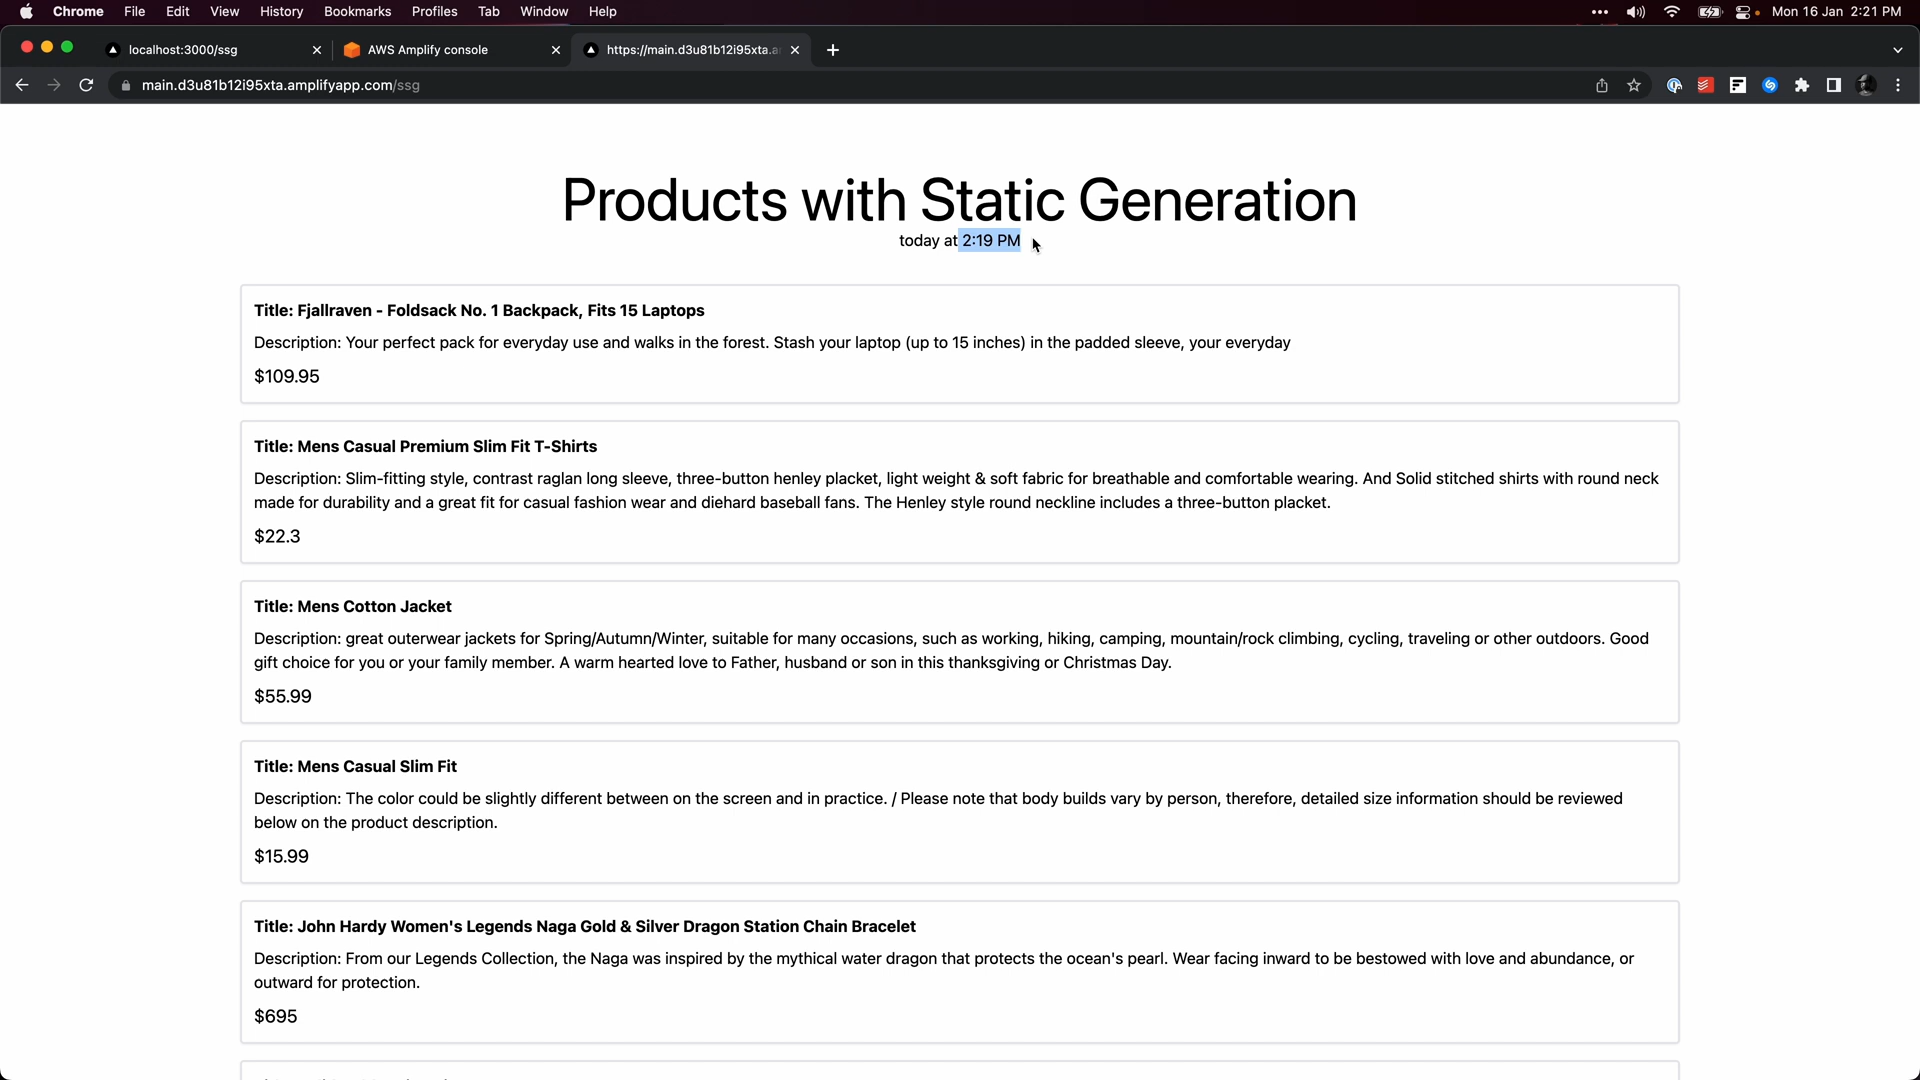 Chrome File Edit View History Bookmarks Profiles Tab Window Help Mon 16 Jan 2:21 PM
localhost:3000/ssg AWS Amplify console https://main.d3u81b12i95xta.a
main.d3u81b12i95xta.amplifyapp.com/ssg
Products with Static Generation
today at 2:19 PM
Title: Fjallraven - Foldsack No. 1 Backpack, Fits 15 Laptops
Description: Your perfect pack for everyday use and walks in the forest. Stash your laptop (up to 15 inches) in the padded sleeve, your everyday
$109.95
Title: Mens Casual Premium Slim Fit T-Shirts
Description: Slim-fitting style, contrast raglan long sleeve, three-button henley placket, light weight & soft fabric for breathable and comfortable wearing. And Solid stitched shirts with round neck
made for durability and a great fit for casual fashion wear and diehard baseball fans. The Henley style round neckline includes a three-button placket.
$22.3
Title: Mens Cotton Jacket
Description: great outerwear jackets for Spring/Autumn/Winter, suitable for many occasions, such as working, hiking, camping, mountain/rock climbing, cycling, traveling or other outdoors. Good
gift choice for you or your family member. A warm hearted love to Father, husband or son in this thanksgiving or Christmas Day.
$55.99
Title: Mens Casual Slim Fit
Description: The color could be slightly different between on the screen and in practice. / Please note that body builds vary by person, therefore, detailed size information should be reviewed
below on the product description.
$15.99
Title: John Hardy Women's Legends Naga Gold & Silver Dragon Station Chain Bracelet
Description: From our Legends Collection, the Naga was inspired by the mythical water dragon that protects the ocean's pearl. Wear facing inward to be bestowed with love and abundance, or
outward for protection.
$695